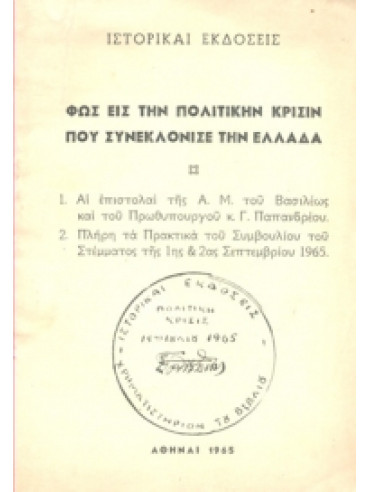 ΙΣΤΟΡΙΚΑΙ ΕΚΔΟΣΕΙΣ
ΦΩΣ ΕΙΣ ΤΗΝ ΠΟΛΙΤΙΚΗΝ ΚΡΙΣΙΝ
ΠΟΥ ΣΥΝΕΚΛΟΝΙΣΕ ΤΗΝ ΕΛΛΑΔΑ
1. Αἱ ἐπιστολαὶ τῆς Α. Μ. τοῦ Βασιλέως
καὶ τοῦ Πρωθυπουργοῦ κ. Γ. Παπανδρέου.
2. Πλήρη τὰ Πρακτικὰ τοῦ Συμβουλίου τοῦ
Στέμματος τῆς 1ης & 2ας Σεπτεμβρίου 1965.
ΙΣΤΟΡΙΚΑΙ ΕΚΔΟΣΕΙΣ
ΠΟΛΙΤΙΚΗ
ΚΡΙΣΙΣ
1965
ΤΟ ΒΙΒΛΙΟ
ΑΘΗΝΑΙ 1965